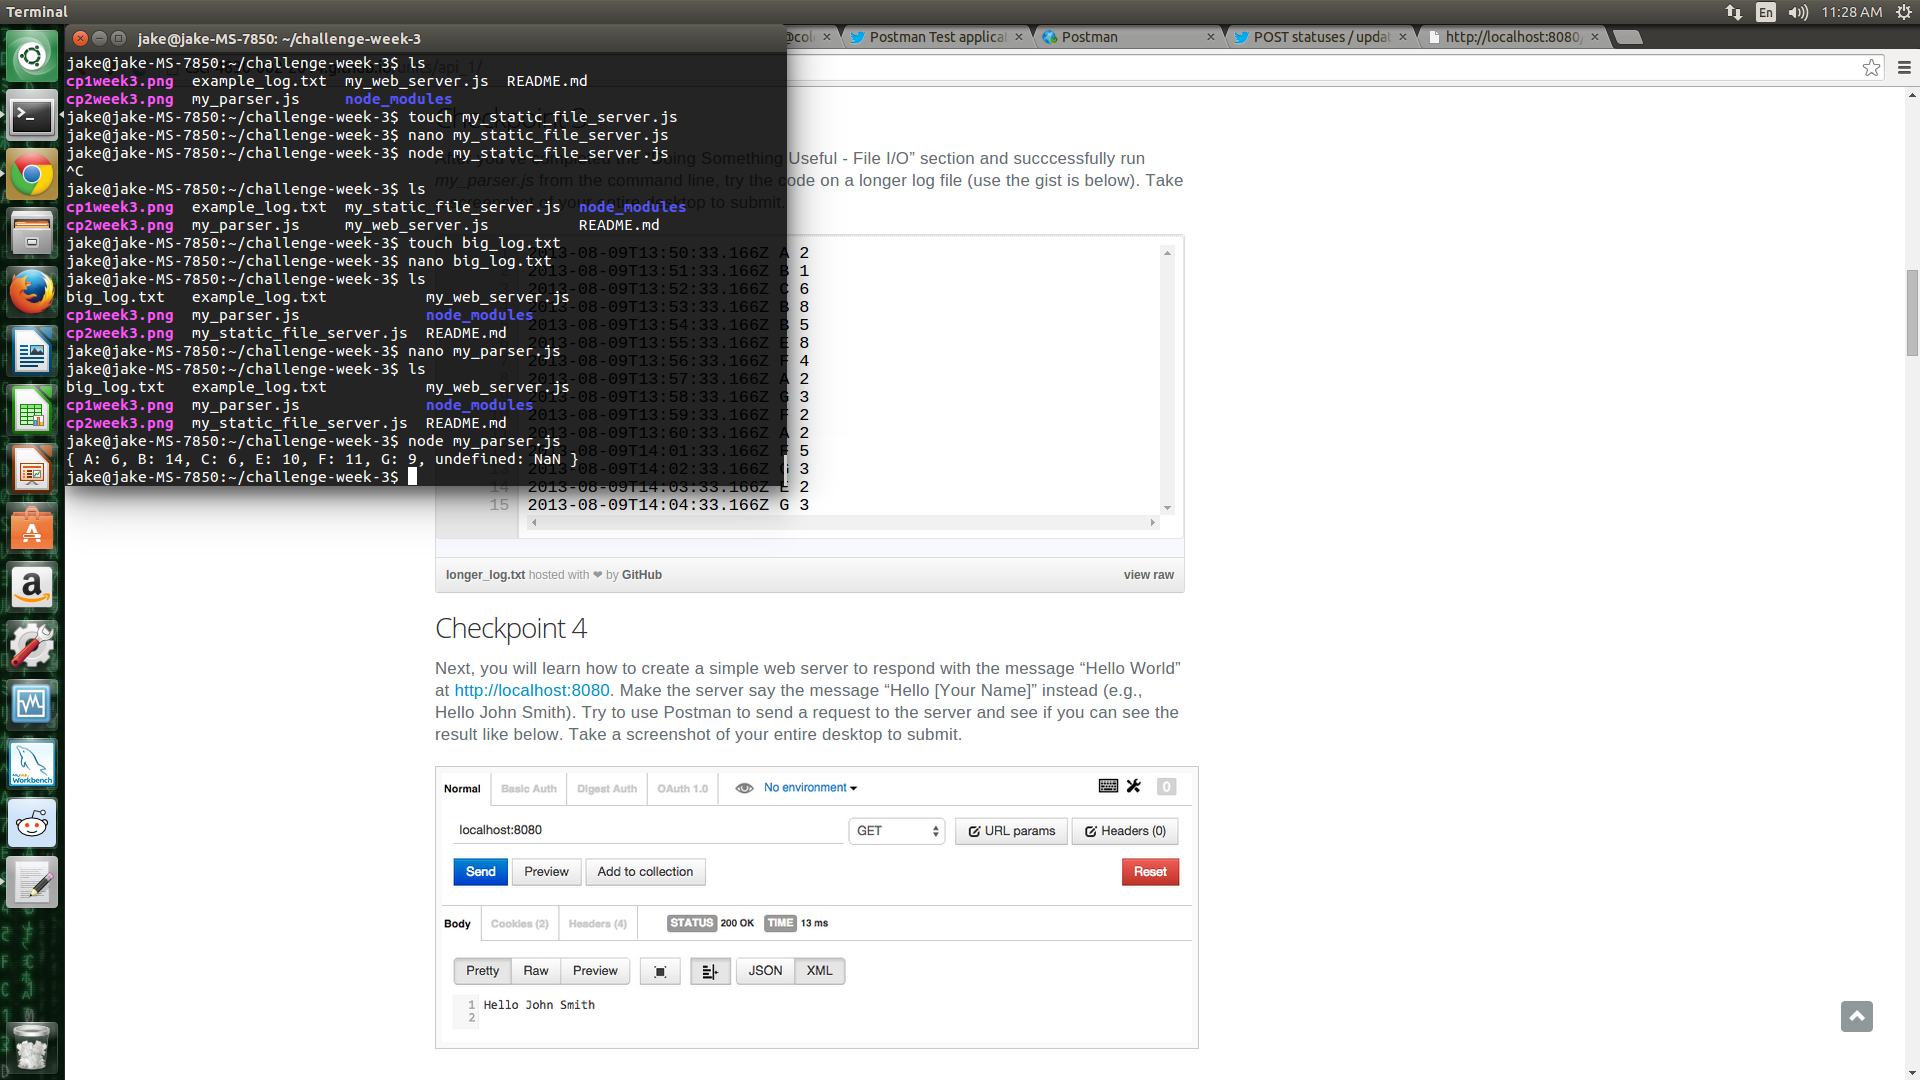 Terminal
En
11:28 AM
jake@jake-MS-7850: ~/challenge-week-3
Postman Test applicat
Postman
POST statuses / updat
http://localhost:8080/
jake@jake-MS-7850:~/challenge-week-3$ ls
cp1week3.png example_log.txt my_web_server.js README.md
cp2week3.png my_parser.js node_modules
jake@jake-MS-7850:~/challenge-week-3$ touch my_static_file_server.js
jake@jake-MS-7850:~/challenge-week-3$ nano my_static_file_server.js
jake@jake-MS-7850:~/challenge-week-3$ node my_static_file_server.js
^C
jake@jake-MS-7850:~/challenge-week-3$ ls
cp1week3.png example_log.txt my_static_file_server.js node_modules
cp2week3.png my_parser.js my_web_server.js README.md
jake@jake-MS-7850:~/challenge-week-3$ touch big_log.txt
jake@jake-MS-7850:~/challenge-week-3$ nano big_log.txt
jake@jake-MS-7850:~/challenge-week-3$ ls
big_log.txt example_log.txt my_web_server.js
cp1week3.png my_parser.js node_modules
cp2week3.png my_static_file_server.js README.md
jake@jake-MS-7850:~/challenge-week-3$ nano my_parser.js
jake@jake-MS-7850:~/challenge-week-3$ ls
big_log.txt example_log.txt my_web_server.js
cp1week3.png my_parser.js node_modules
cp2week3.png my_static_file_server.js README.md
jake@jake-MS-7850:~/challenge-week-3$ node my_parser.js
{ A: 6, B: 14, C: 6, E: 10, F: 11, G: 9, undefined: NaN }
jake@jake-MS-7850:~/challenge-week-3$
Something Useful - File I/O” section and succcessfully run
my_parser.js from the command line, try the code on a longer log file (use the gist is below). Take
screenshot of your entire desktop to submit.
2013-08-09T13:50:33.166Z A 2
2013-08-09T13:51:33.166Z B 1
2013-08-09T13:52:33.166Z C 6
2013-08-09T13:53:33.166Z B 8
2013-08-09T13:54:33.166Z B 5
2013-08-09T13:55:33.166Z E 8
2013-08-09T13:56:33.166Z F 4
2013-08-09T13:57:33.166Z A 2
2013-08-09T13:58:33.166Z G 3
2013-08-09T13:59:33.166Z F 2
2013-08-09T13:60:33.166Z A 2
2013-08-09T14:01:33.166Z F 5
2013-08-09T14:02:33.166Z G 3
14 2013-08-09T14:03:33.166Z E 2
15 2013-08-09T14:04:33.166Z G 3
longer_log.txt hosted with ❤ by GitHub
view raw
Checkpoint 4
Next, you will learn how to create a simple web server to respond with the message “Hello World”
at http://localhost:8080. Make the server say the message “Hello [Your Name]” instead (e.g.,
Hello John Smith). Try to use Postman to send a request to the server and see if you can see the
result like below. Take a screenshot of your entire desktop to submit.
Normal Basic Auth Digest Auth OAuth 1.0 No environment 0
localhost:8080 GET URL params Headers (0)
Send Preview Add to collection Reset
Body Cookies (2) Headers (4) STATUS 200 OK TIME 13 ms
Pretty Raw Preview JSON XML
1 Hello John Smith
2
Workbench